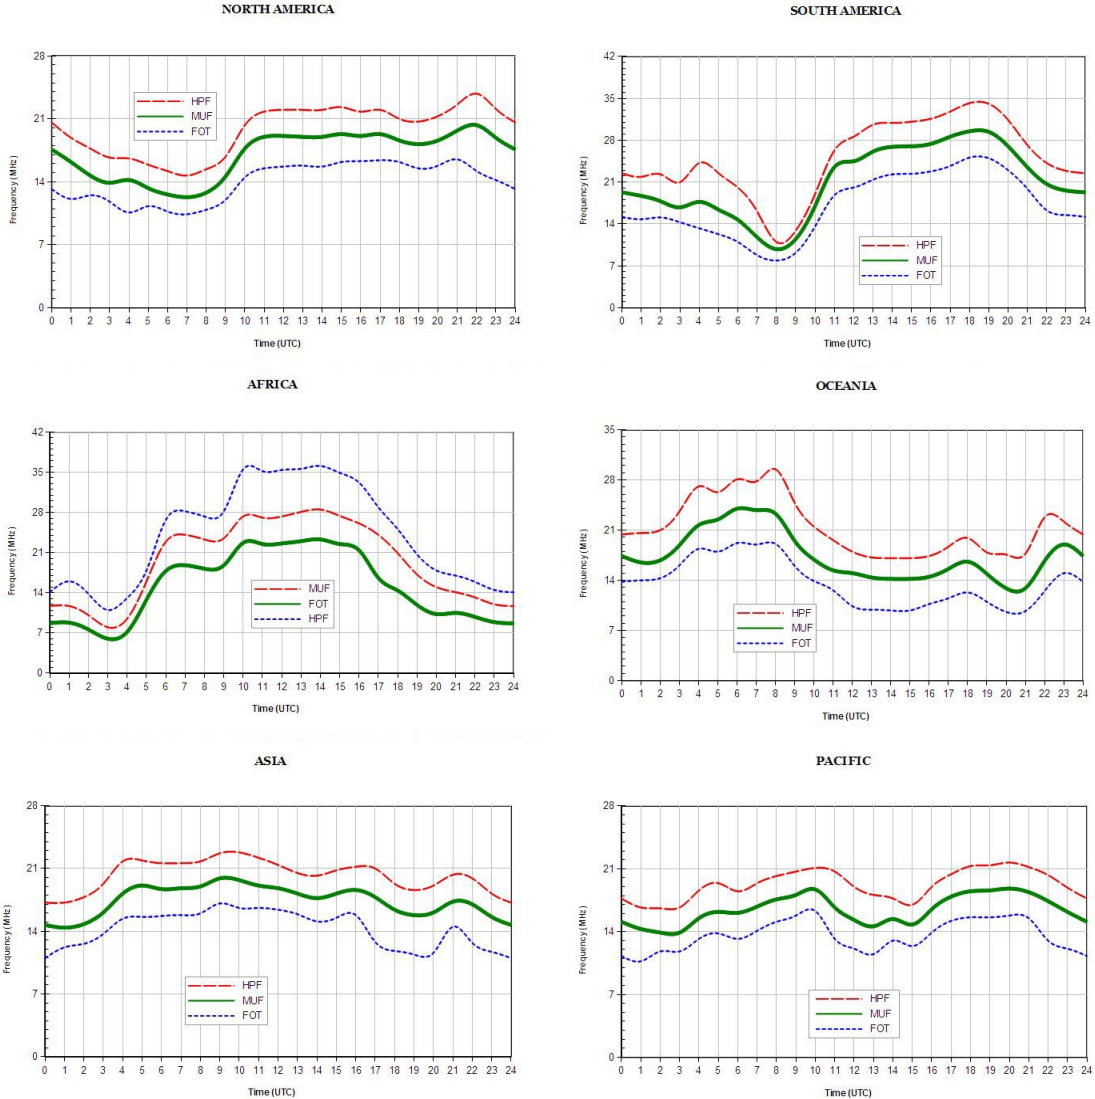 NORTH AMERICA
28
21
14
7
0
Frequency (MHz)
HPF
MUF
FOT
0 1 2 3 4 5 6 7 8 9 10 11 12 13 14 15 16 17 18 19 20 21 22 23 24
Time (UTC)
SOUTH AMERICA
42
35
28
21
14
7
0
Frequency (MHz)
HPF
MUF
FOT
0 1 2 3 4 5 6 7 8 9 10 11 12 13 14 15 16 17 18 19 20 21 22 23 24
Time (UTC)
AFRICA
42
35
28
21
14
7
0
Frequency (MHz)
MUF
FOT
HPF
0 1 2 3 4 5 6 7 8 9 10 11 12 13 14 15 16 17 18 19 20 21 22 23 24
Time (UTC)
OCEANIA
35
28
21
14
7
0
Frequency (MHz)
HPF
MUF
FOT
0 1 2 3 4 5 6 7 8 9 10 11 12 13 14 15 16 17 18 19 20 21 22 23 24
Time (UTC)
ASIA
28
21
14
7
0
Frequency (MHz)
HPF
MUF
FOT
0 1 2 3 4 5 6 7 8 9 10 11 12 13 14 15 16 17 18 19 20 21 22 23 24
Time (UTC)
PACIFIC
28
21
14
7
0
Frequency (MHz)
HPF
MUF
FOT
0 1 2 3 4 5 6 7 8 9 10 11 12 13 14 15 16 17 18 19 20 21 22 23 24
Time (UTC)